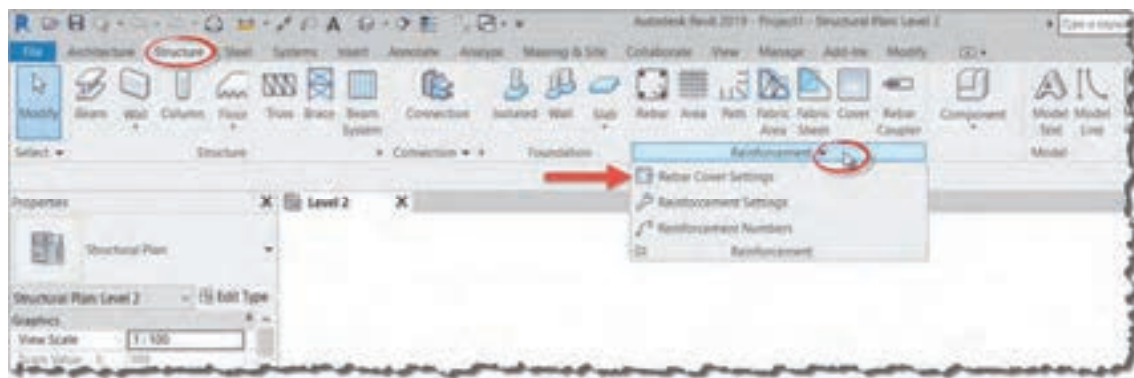 Autodesk Revit 2019 - Project1 - Structural Plan: Level 2
File Architecture Structure Steel Systems Insert Annotate Analyze Massing & Site Collaborate View Manage Add-Ins Modify
Modify Beam Wall Column Floor Truss Brace Beam System Connection Isolated Wall Slab Rebar Area Path Fabric Area Fabric Sheet Cover Rebar Coupler Component Model Text Model Line
Select Structure Connection Foundation Reinforcement Model
Rebar Cover Settings
Reinforcement Settings
Reinforcement Numbers
Reinforcement
Properties X Level 2 X
Structural Plan
Structural Plan: Level 2 Edit Type
Graphics
View Scale 1 : 100